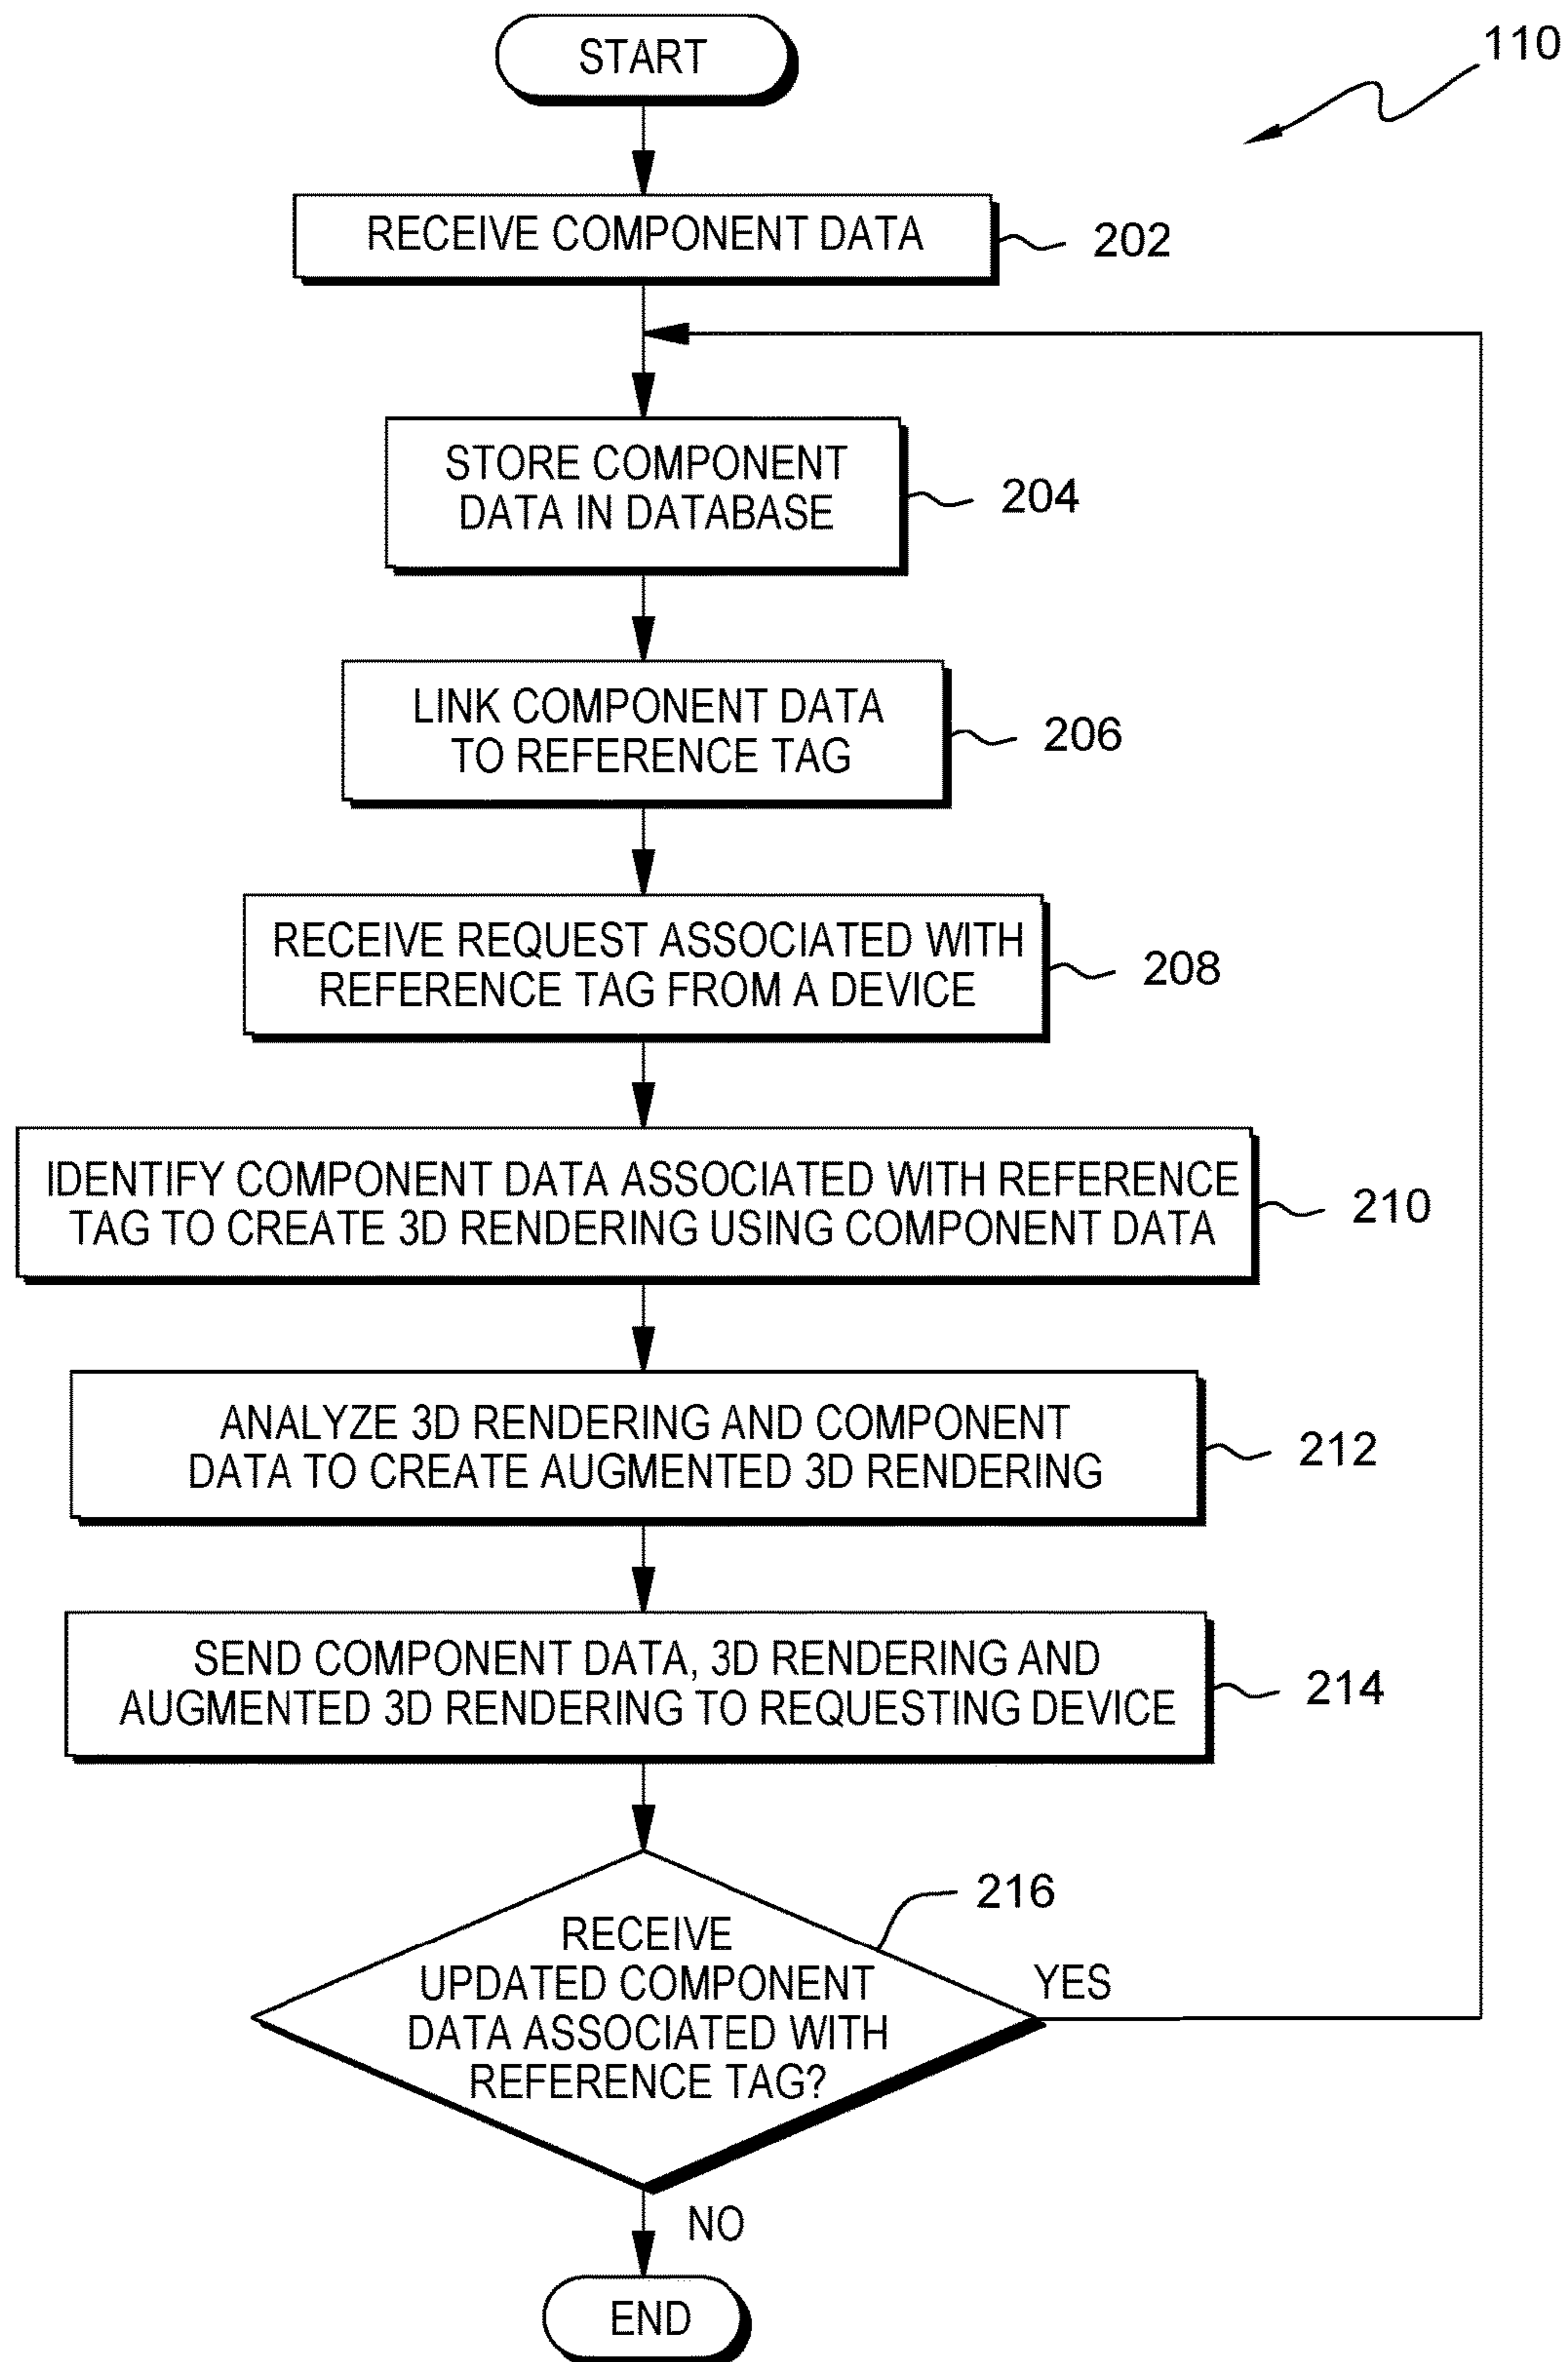 START
110
RECEIVE COMPONENT DATA
202
STORE COMPONENT
DATA IN DATABASE
204
LINK COMPONENT DATA
TO REFERENCE TAG
206
RECEIVE REQUEST ASSOCIATED WITH
REFERENCE TAG FROM A DEVICE
208
IDENTIFY COMPONENT DATA ASSOCIATED WITH REFERENCE
TAG TO CREATE 3D RENDERING USING COMPONENT DATA
210
ANALYZE 3D RENDERING AND COMPONENT
DATA TO CREATE AUGMENTED 3D RENDERING
212
SEND COMPONENT DATA, 3D RENDERING AND
AUGMENTED 3D RENDERING TO REQUESTING DEVICE
214
216
RECEIVE
UPDATED COMPONENT
DATA ASSOCIATED WITH
REFERENCE TAG?
YES
NO
END